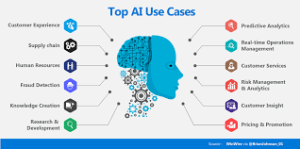 Top AI Use Cases
Customer Experience
Supply chain
Human Resources
Fraud Detection
Knowledge Creation
Research &
Development
Predictive Analytics
Real-time Operations
Management
Customer Services
Risk Management
& Analytics
Customer Insight
Pricing & Promotion
Source: